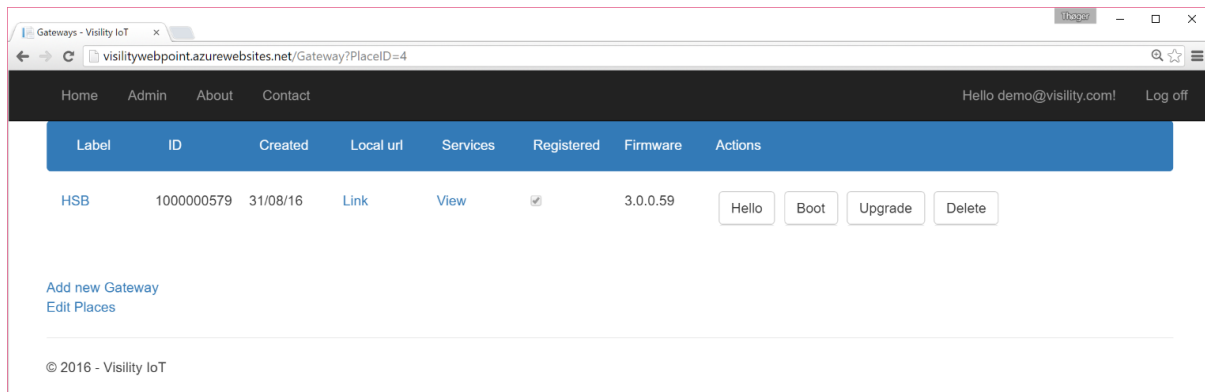 Thøger
Gateways - Visility IoT
visilitywebpoint.azurewebsites.net/Gateway?PlaceID=4
Home Admin About Contact Hello demo@visility.com! Log off
Label ID Created Local url Services Registered Firmware Actions
HSB 1000000579 31/08/16 Link View 3.0.0.59 Hello Boot Upgrade Delete
Add new Gateway
Edit Places
© 2016 - Visility IoT